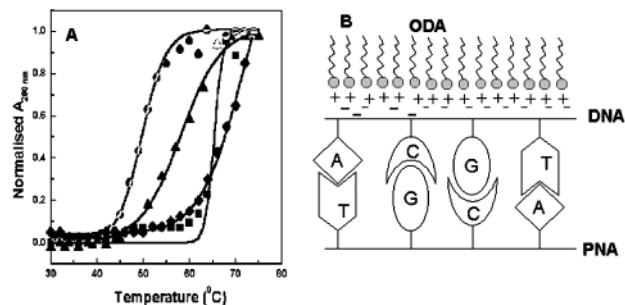 A
Normalised A260 nm
1.0
0.8
0.6
0.4
0.2
0.0
30 40 50 60 70 80
Temperature (⁰C)
B
ODA
+ + + + + + + + + + + +
DNA
A C G T
T G C A
PNA